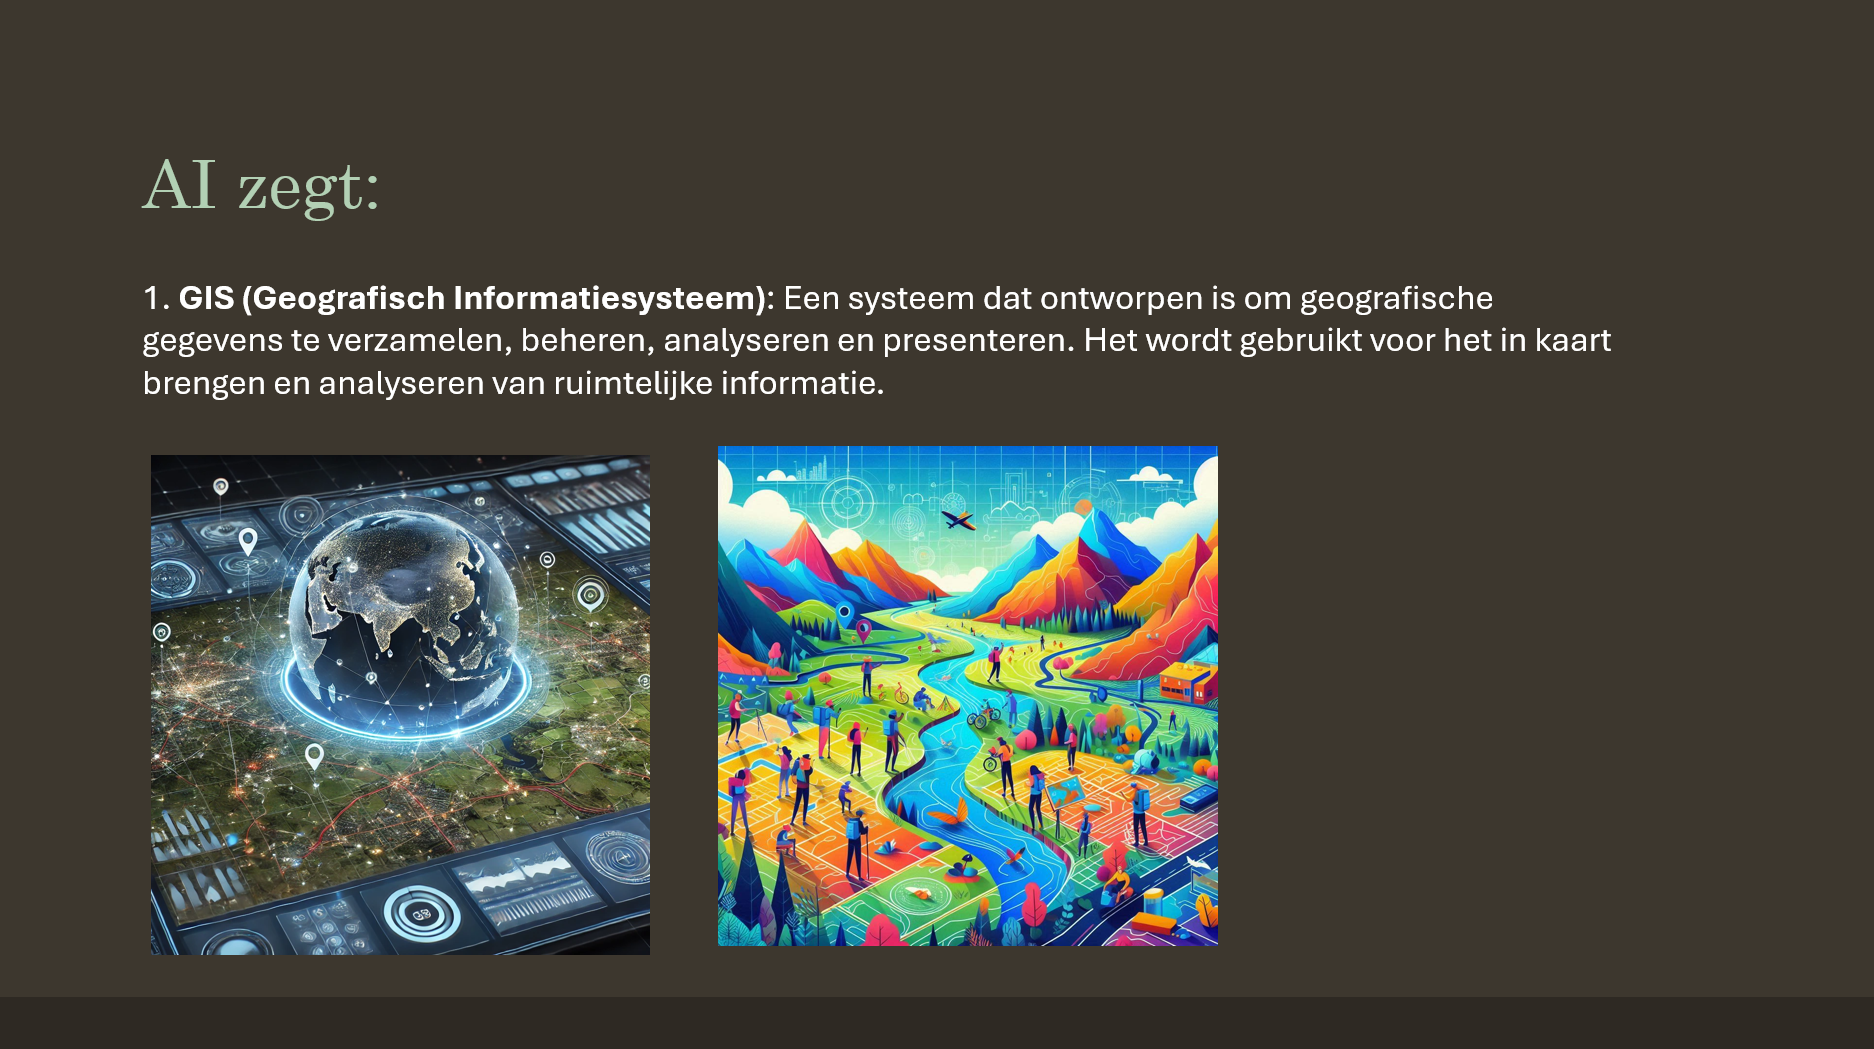 AI zegt:
1. GIS (Geografisch Informatiesysteem): Een systeem dat ontworpen is om geografische
gegevens te verzamelen, beheren, analyseren en presenteren. Het wordt gebruikt voor het in kaart
brengen en analyseren van ruimtelijke informatie.